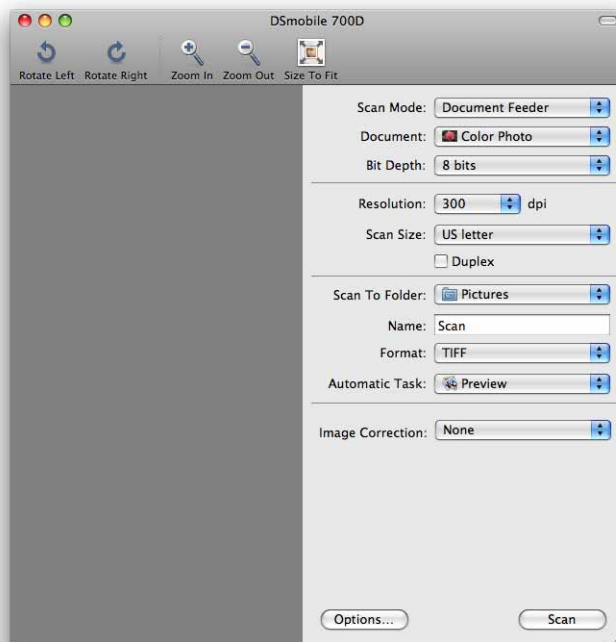 DSmobile 700D
Rotate Left Rotate Right Zoom In Zoom Out Size To Fit
Scan Mode: Document Feeder
Document: Color Photo
Bit Depth: 8 bits
Resolution: 300 dpi
Scan Size: US letter
Duplex
Scan To Folder: Pictures
Name: Scan
Format: TIFF
Automatic Task: Preview
Image Correction: None
Options... Scan